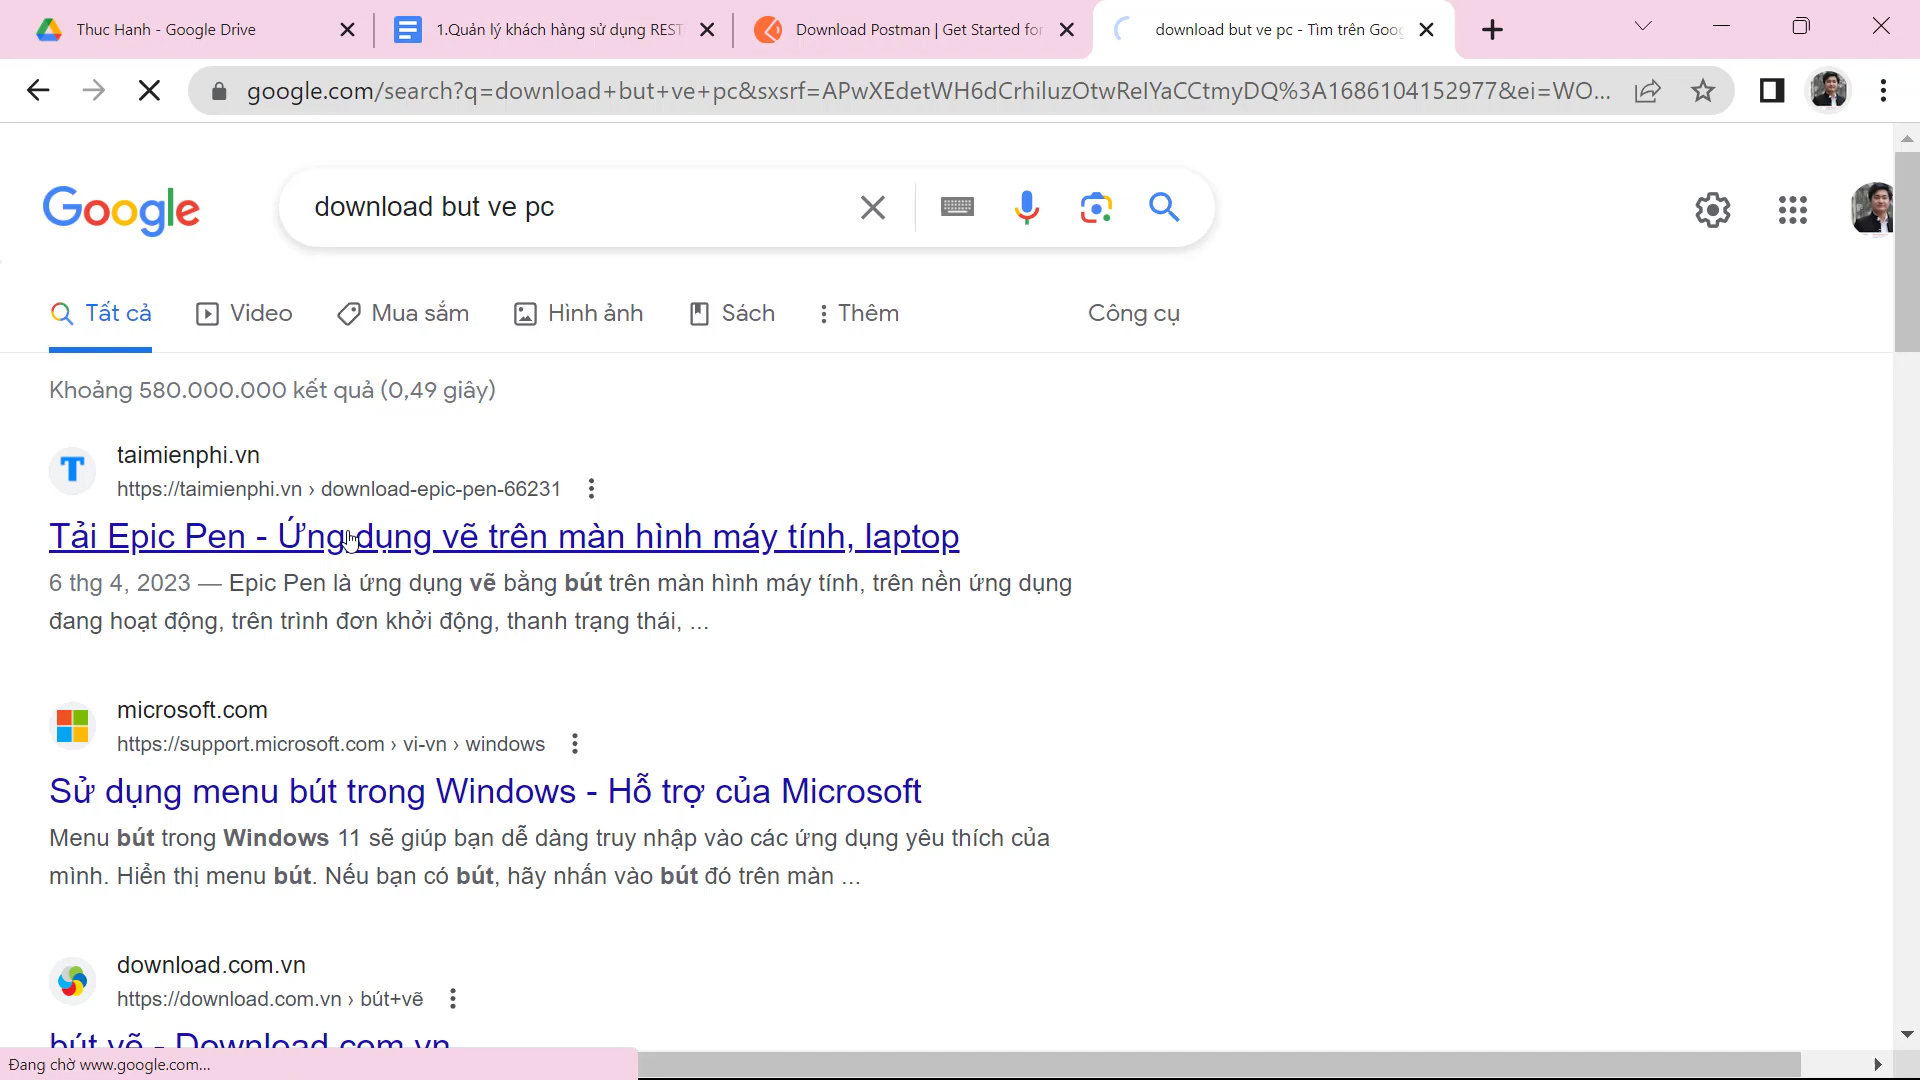 Thuc Hanh - Google Drive
1.Quản lý khách hàng sử dụng REST
Download Postman | Get Started for
download but ve pc - Tìm trên Goog
google.com/search?q=download+but+ve+pc&sxsrf=APwXEdetWH6dCrhiluzOtwRelYaCCtmyDQ%3A1686104152977&ei=WO...
Google
download but ve pc
Tất cả
Video
Mua sắm
Hình ảnh
Sách
Thêm
Công cụ
Khoảng 580.000.000 kết quả (0,49 giây)
taimienphi.vn
https://taimienphi.vn › download-epic-pen-66231
Tải Epic Pen - Ứng dụng vẽ trên màn hình máy tính, laptop
6 thg 4, 2023 — Epic Pen là ứng dụng vẽ bằng bút trên màn hình máy tính, trên nền ứng dụng
đang hoạt động, trên trình đơn khởi động, thanh trạng thái, ...
microsoft.com
https://support.microsoft.com › vi-vn › windows
Sử dụng menu bút trong Windows - Hỗ trợ của Microsoft
Menu bút trong Windows 11 sẽ giúp bạn dễ dàng truy nhập vào các ứng dụng yêu thích của
mình. Hiển thị menu bút. Nếu bạn có bút, hãy nhấn vào bút đó trên màn ...
download.com.vn
https://download.com.vn › bút+vẽ
bút vẽ - Download.com.vn
Đang chờ www.google.com...